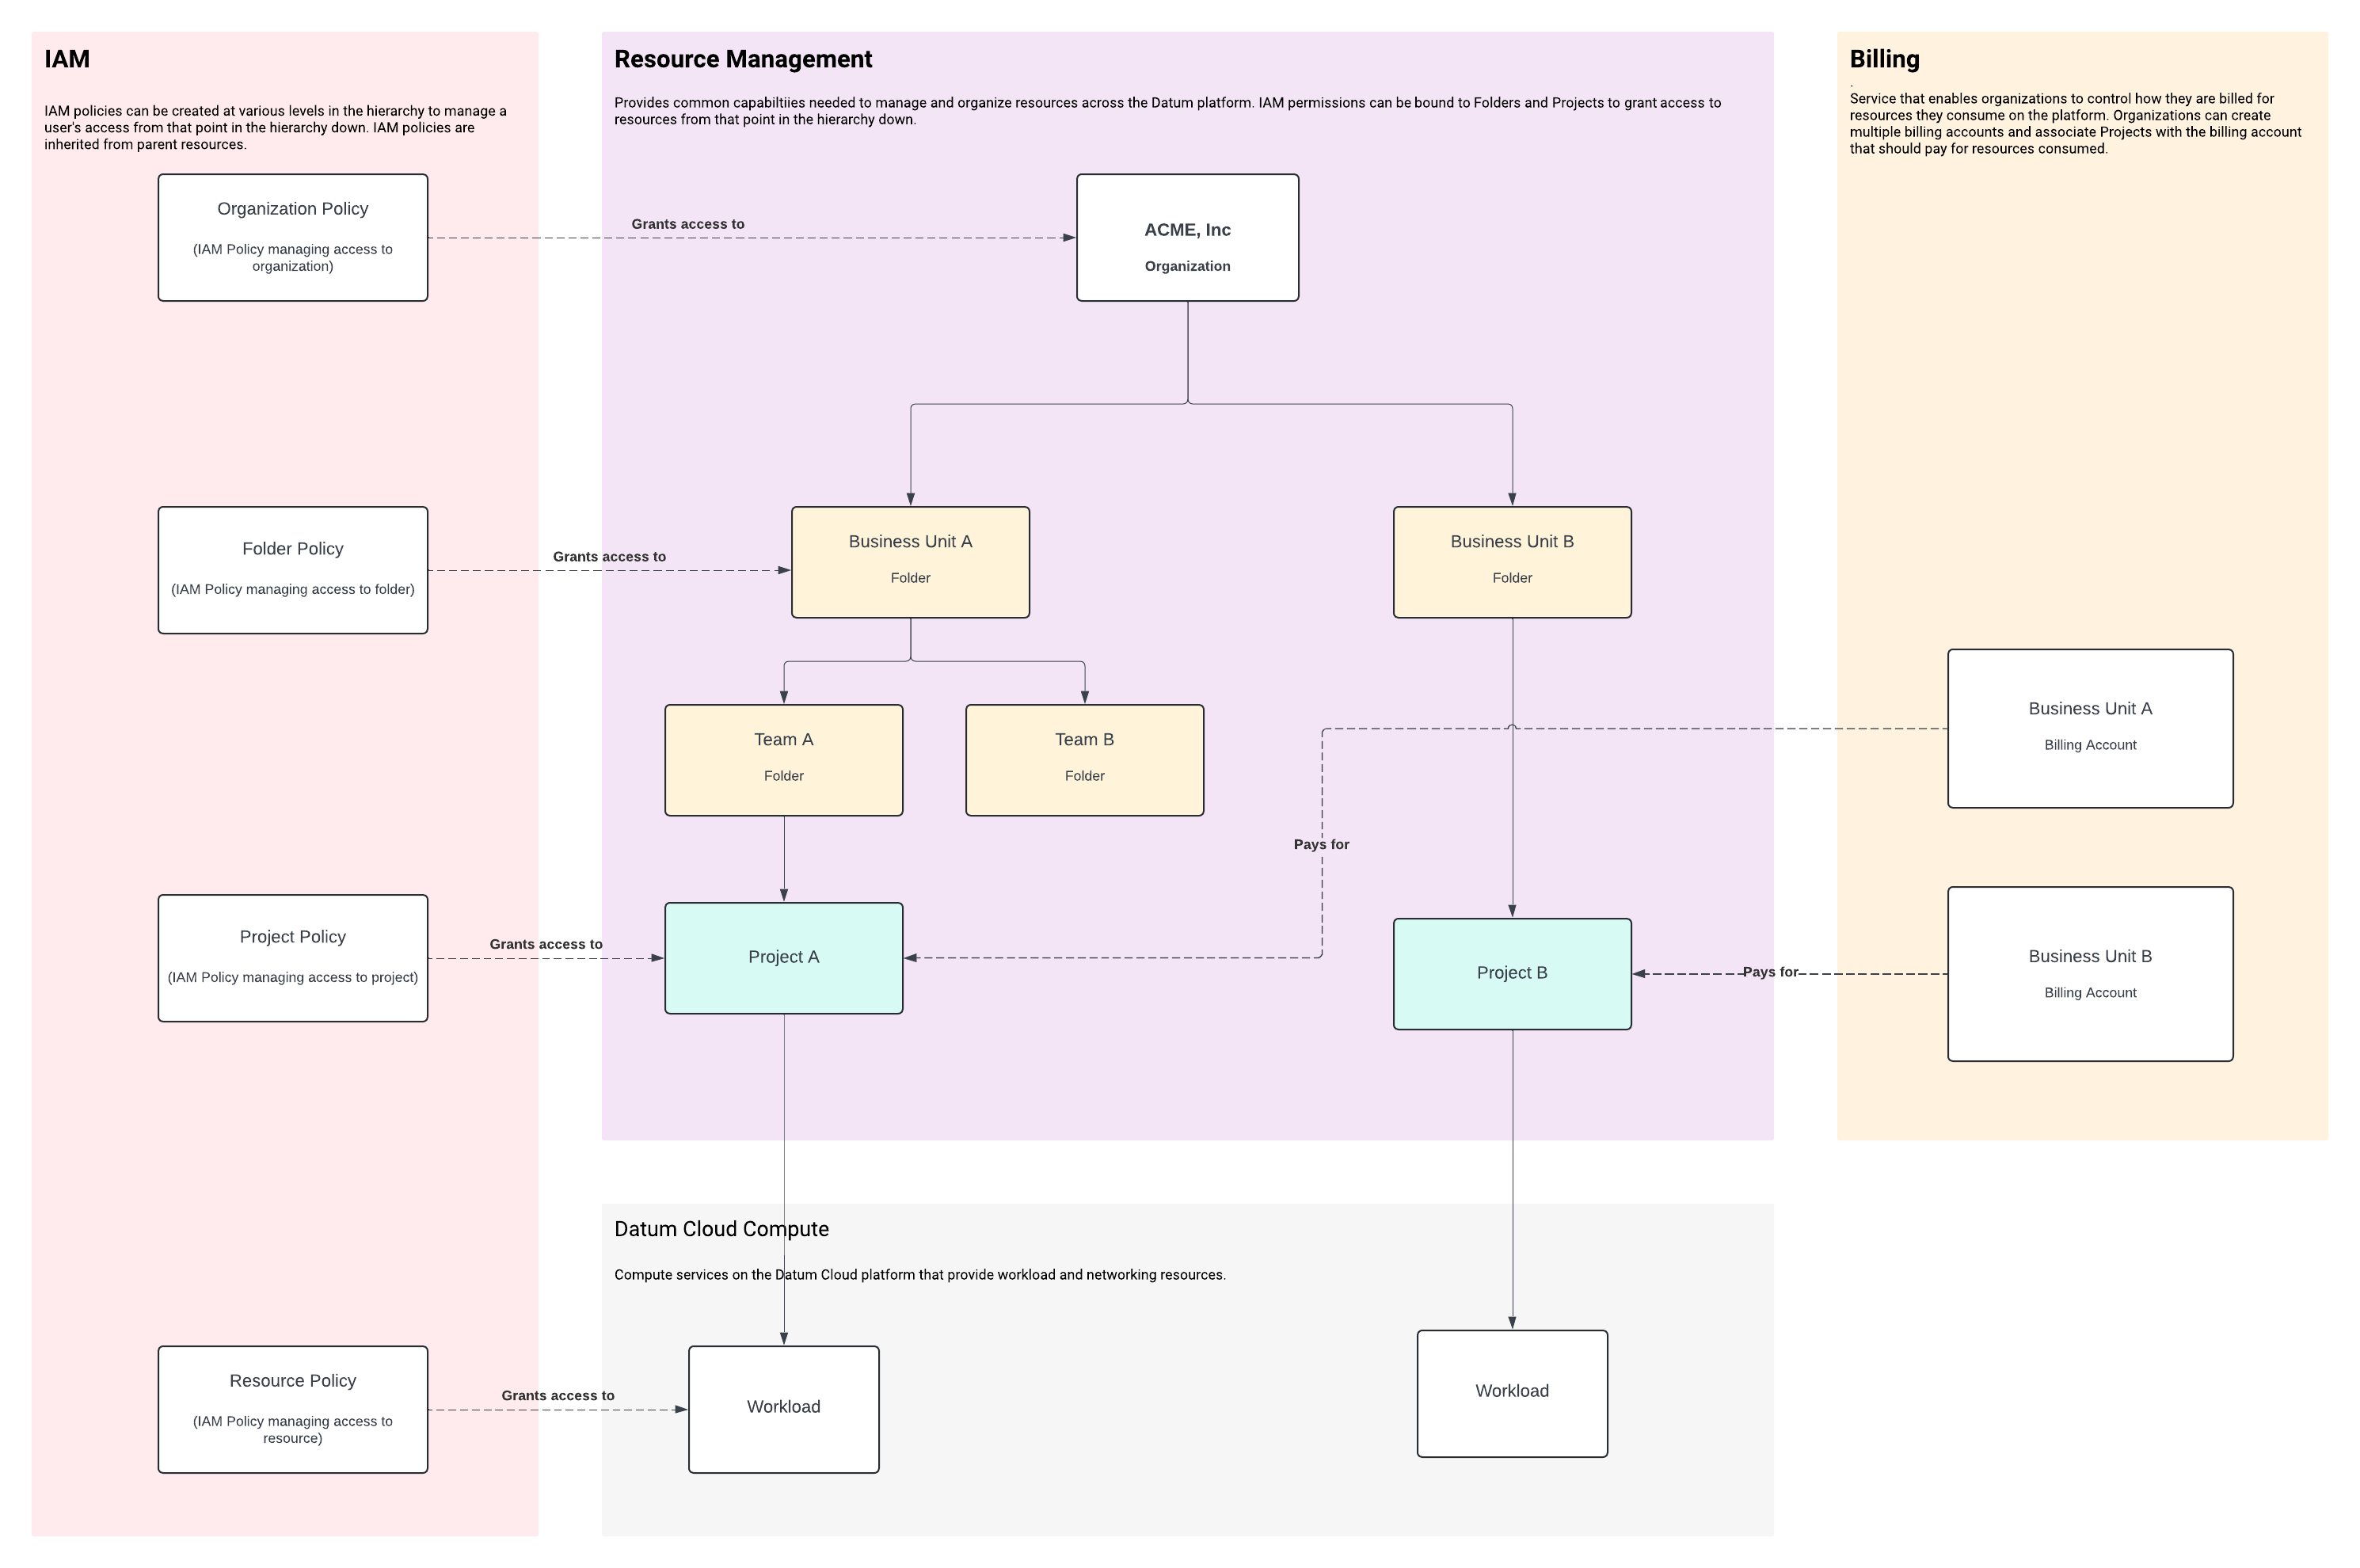 IAM
IAM policies can be created at various levels in the hierarchy to manage a
user's access from that point in the hierarchy down. IAM policies are
inherited from parent resources.
Organization Policy
(IAM Policy managing access to
organization)
Folder Policy
(IAM Policy managing access to folder)
Project Policy
(IAM Policy managing access to project)
Resource Policy
(IAM Policy managing access to
resource)
Grants access to
Grants access to
Grants access to
Grants access to
Resource Management
Provides common capabiltiies needed to manage and organize resources across the Datum platform. IAM permissions can be bound to Folders and Projects to grant access to
resources from that point in the hierarchy down.
ACME, Inc
Organization
Business Unit A
Folder
Business Unit B
Folder
Team A
Folder
Team B
Folder
Pays for
Project A
Project B
Pays for
Datum Cloud Compute
Compute services on the Datum Cloud platform that provide workload and networking resources.
Workload
Workload
Billing
.
Service that enables organizations to control how they are billed for
resources they consume on the platform. Organizations can create
multiple billing accounts and associate Projects with the billing account
that should pay for resources consumed.
Business Unit A
Billing Account
Business Unit B
Billing Account